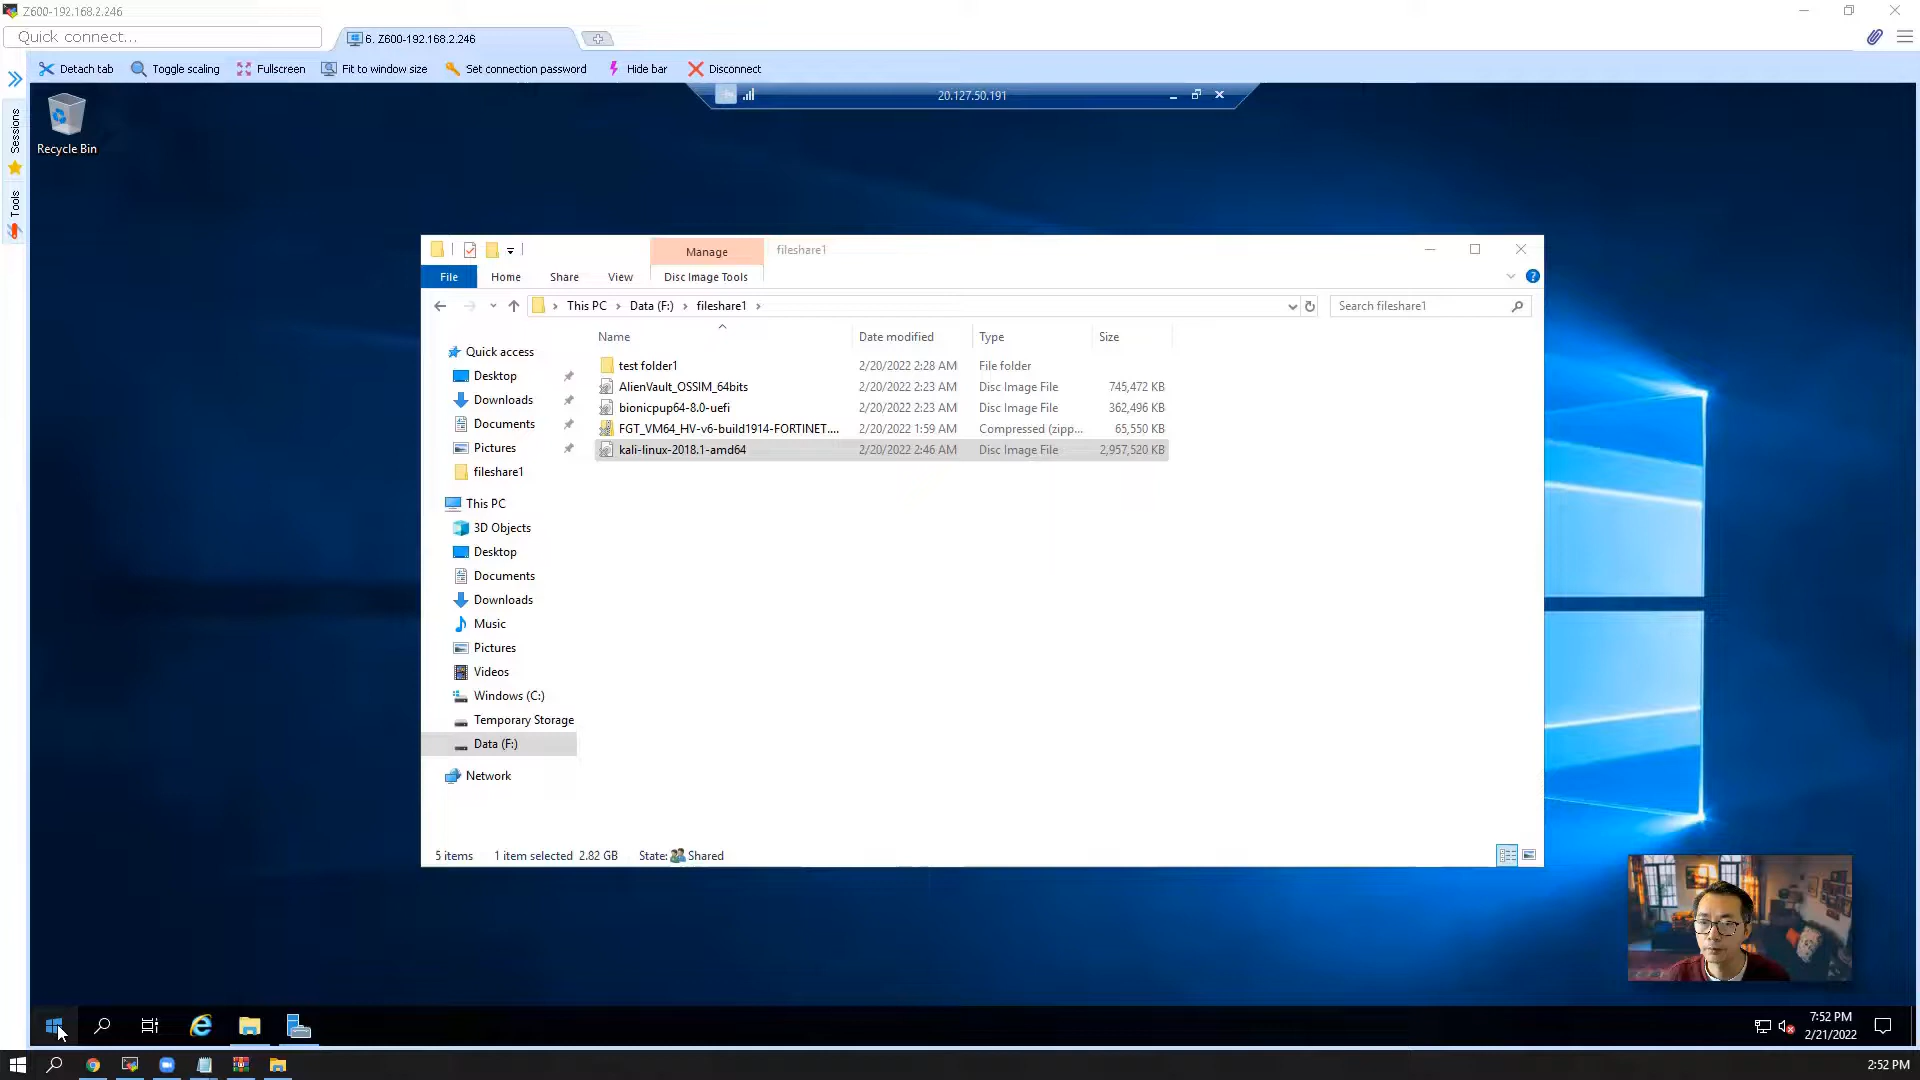 Z600-192.168.2.246
Quick connect...
6. Z600-192.168.2.246
Detach tab
Toggle scaling
Fullscreen
Fit to window size
Set connection password
Hide bar
Disconnect
Sessions
Tools
20.127.50.191
Recycle Bin
Manage
fileshare1
File
Home
Share
View
Disc Image Tools
This PC
Data (F:)
fileshare1
Search fileshare1
Name
Date modified
Type
Size
test folder1 2/20/2022 2:28 AM File folder
AlienVault_OSSIM_64bits 2/20/2022 2:23 AM Disc Image File 745,472 KB
bionicpup64-8.0-uefi 2/20/2022 2:23 AM Disc Image File 362,496 KB
FGT_VM64_HV-v6-build1914-FORTINET.... 2/20/2022 1:59 AM Compressed (zipp... 65,550 KB
kali-linux-2018.1-amd64 2/20/2022 2:46 AM Disc Image File 2,957,520 KB
Quick access
Desktop
Downloads
Documents
Pictures
fileshare1
This PC
3D Objects
Desktop
Documents
Downloads
Music
Pictures
Videos
Windows (C:)
Temporary Storage
Data (F:)
Network
5 items 1 item selected 2.82 GB State: Shared
7:52 PM
2/21/2022
2:52 PM